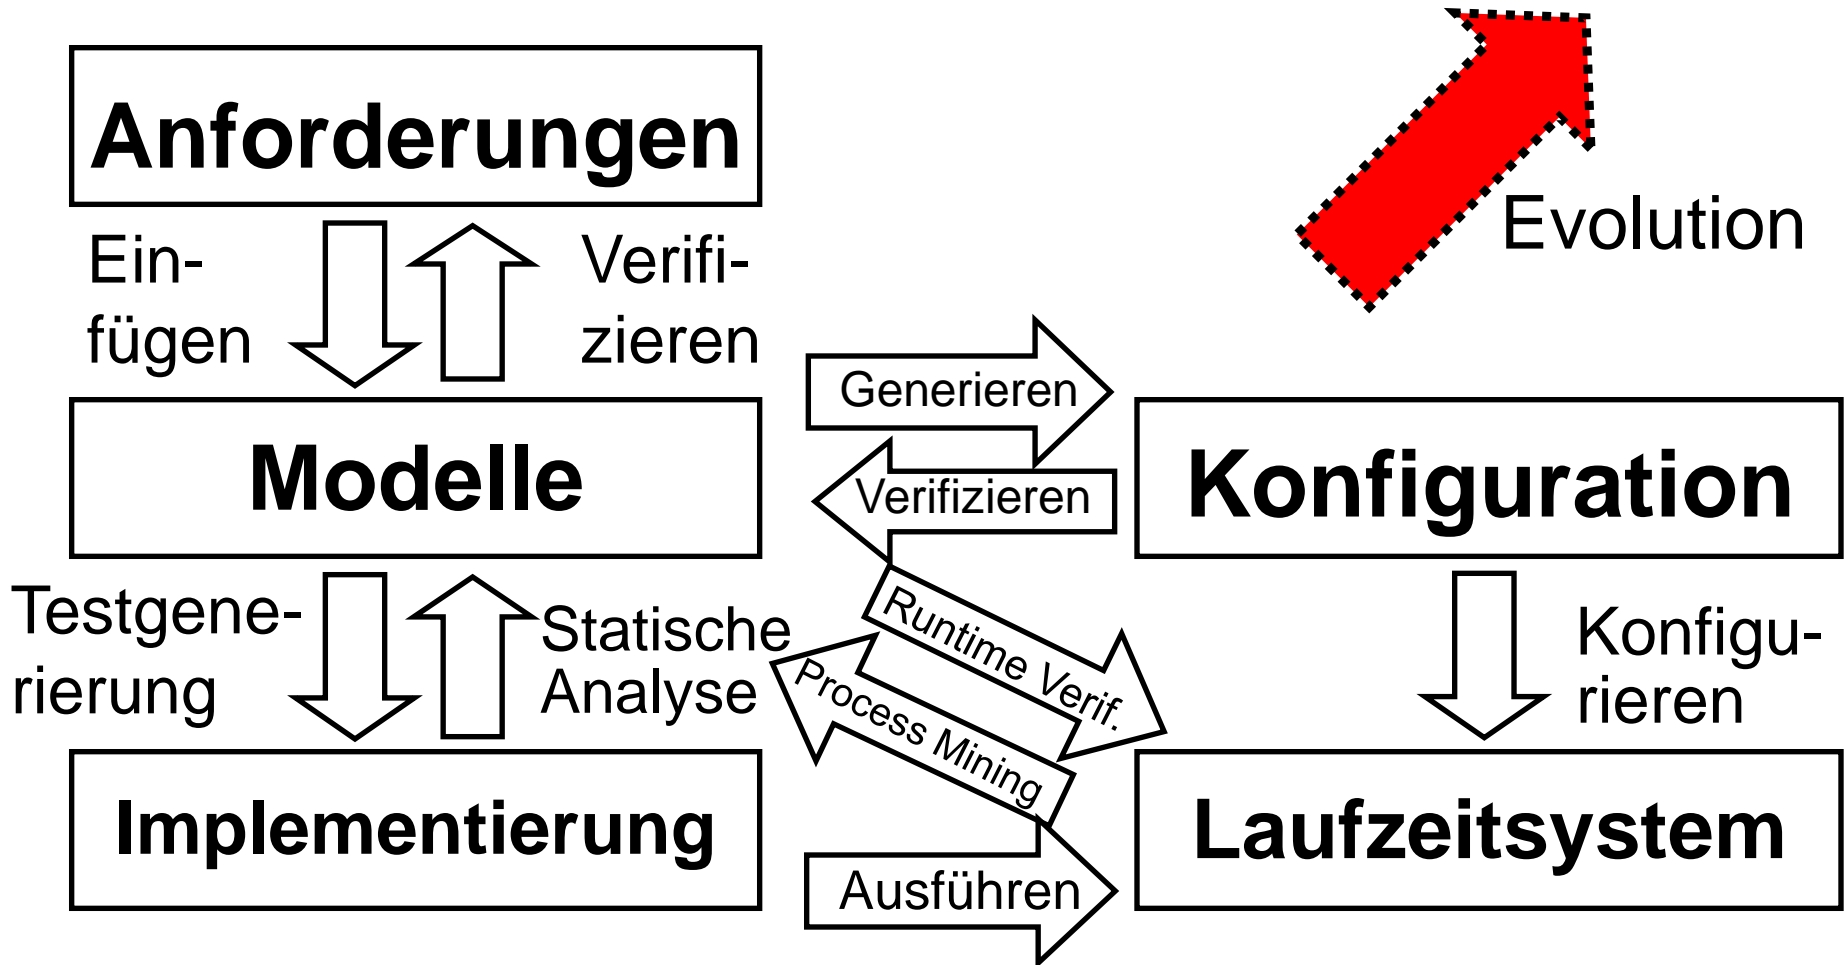 Anforderungen
Evolution
Ein-
fügen
Verifi-
zieren
Generieren
Modelle
Verifizieren
Konfiguration
Testgene-
rierung
Statische
Analyse
Runtime Verif.
Process Mining
Konfigu-
rieren
Implementierung
Ausführen
Laufzeitsystem